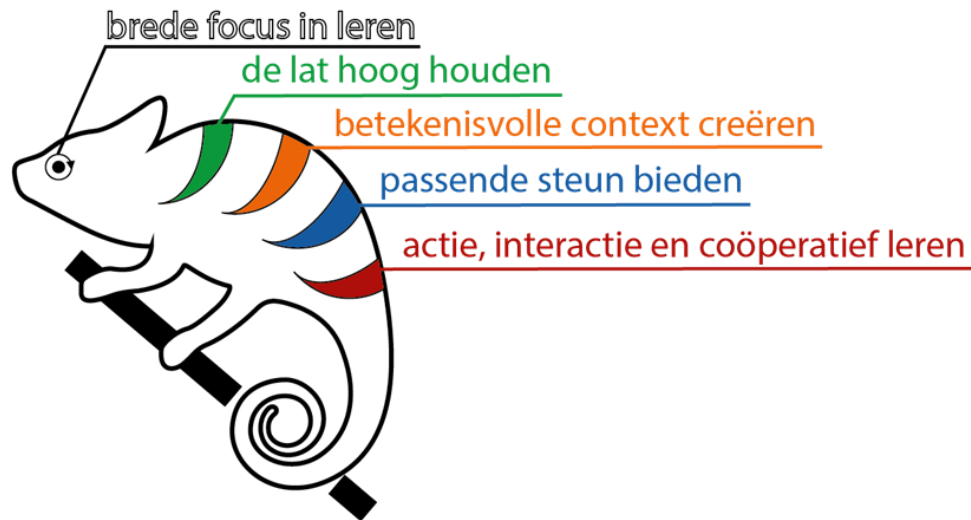 brede focus in leren
de lat hoog houden
betekenisvolle context creëren
passende steun bieden
actie, interactie en coöperatief leren